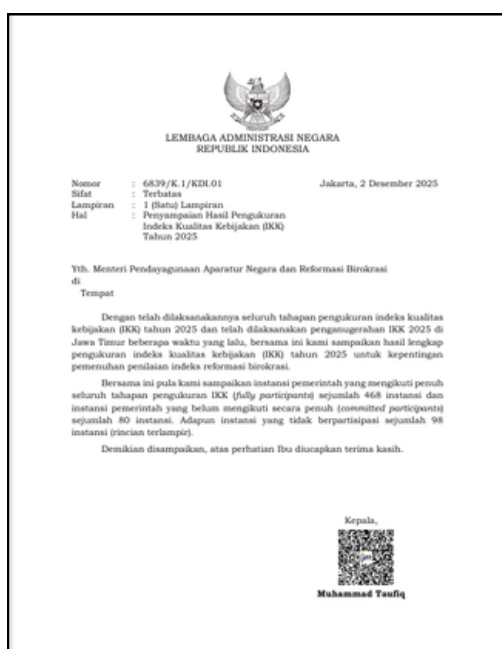 LEMBAGA ADMINISTRASI NEGARA
REPUBLIK INDONESIA
Nomor : 6839/K.1/KDI.01 Jakarta, 2 Desember 2025
Sifat : Terbatas
Lampiran : 1 (Satu) Lampiran
Hal : Penyampaian Hasil Pengukuran
Indeks Kualitas Kebijakan (IKK)
Tahun 2025
Yth. Menteri Pendayagunaan Aparatur Negara dan Reformasi Birokrasi
di
Tempat
Dengan telah dilaksanakannya seluruh tahapan pengukuran indeks kualitas
kebijakan (IKK) tahun 2025 dan telah dilaksanakan penganugerahan IKK 2025 di
Jawa Timur beberapa waktu yang lalu, bersama ini kami sampaikan hasil lengkap
pengukuran indeks kualitas kebijakan (IKK) tahun 2025 untuk kepentingan
pemenuhan penilaian indeks reformasi birokrasi.
Bersama ini pula kami sampaikan instansi pemerintah yang mengikuti penuh
seluruh tahapan pengukuran IKK (fully participants) sejumlah 468 instansi dan
instansi pemerintah yang belum mengikuti secara penuh (committed participants)
sejumlah 80 instansi. Adapun instansi yang tidak berpartisipasi sejumlah 98
instansi (rincian terlampir).
Demikian disampaikan, atas perhatian Ibu diucapkan terima kasih.
Kepala,
Muhammad Taufiq